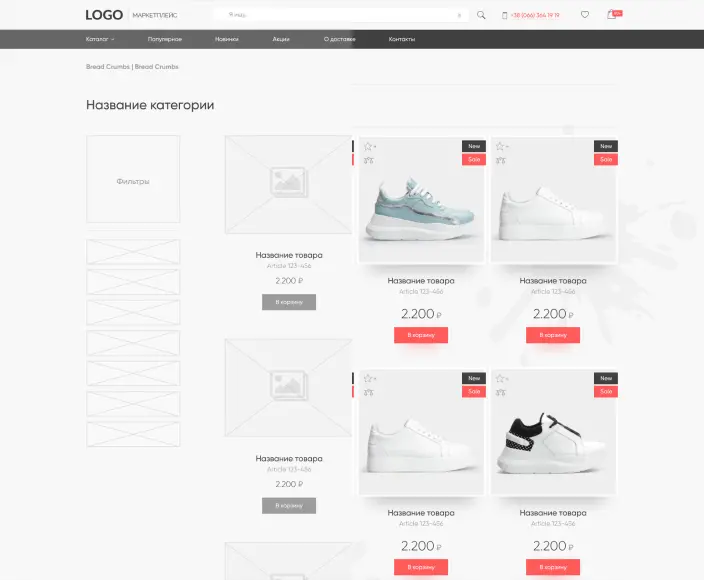 LOGO МАРКЕТПЛЕЙС
Я ищу...
+38 (066) 366 19 19
Каталог Популярное Новинки Акции О доставке Контакты
Bread Crumbs | Bread Crumbs
Название категории
Фильтры
New
Sale
New
Sale
Название товара
Article 123-456
2.200 ₽
В корзину
Название товара
Article 123-456
2.200 ₽
В корзину
Название товара
Article 123-456
2.200 ₽
В корзину
New
Sale
New
Sale
Название товара
Article 123-456
2.200 ₽
В корзину
Название товара
Article 123-456
2.200 ₽
В корзину
Название товара
Article 123-456
2.200 ₽
В корзину